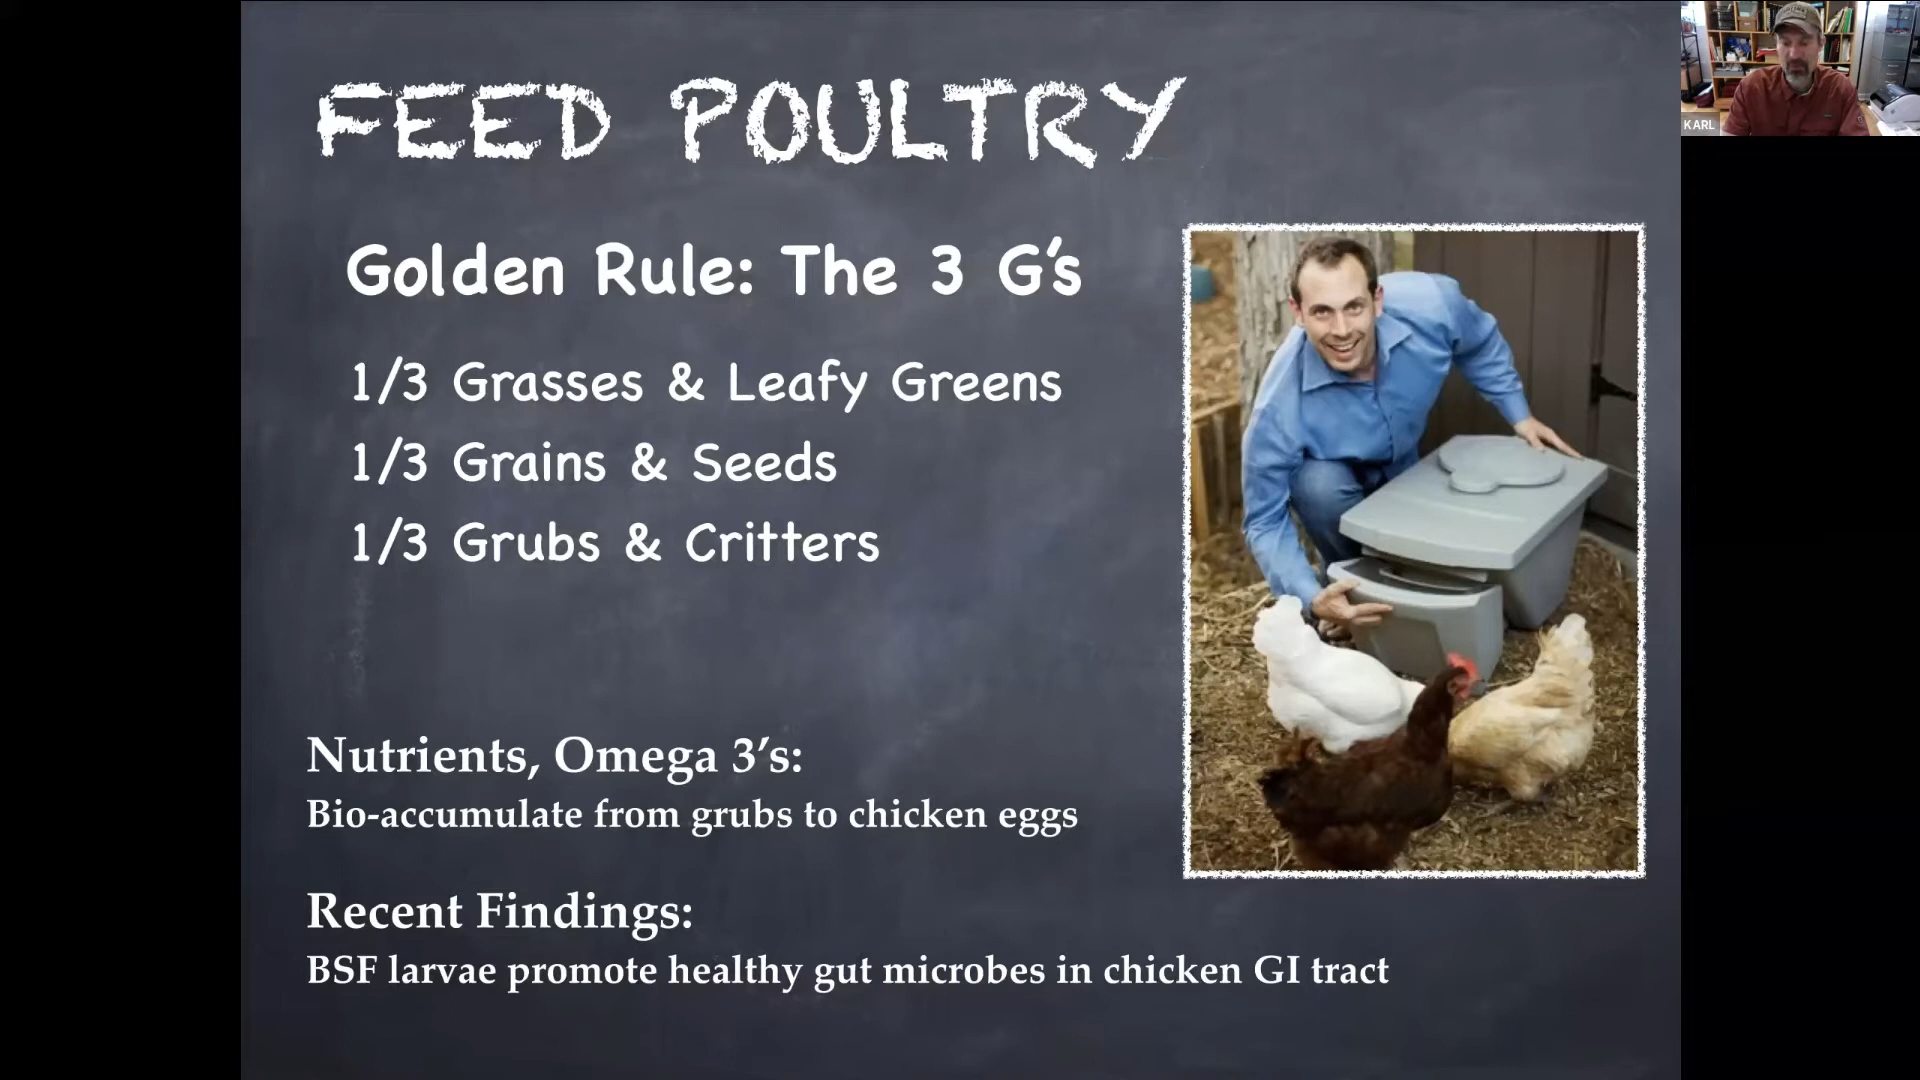 FEED POULTRY
Golden Rule: The 3 G's
1/3 Grasses & Leafy Greens
1/3 Grains & Seeds
1/3 Grubs & Critters
Nutrients, Omega 3's:
Bio-accumulate from grubs to chicken eggs
Recent Findings:
BSF larvae promote healthy gut microbes in chicken GI tract
KARL